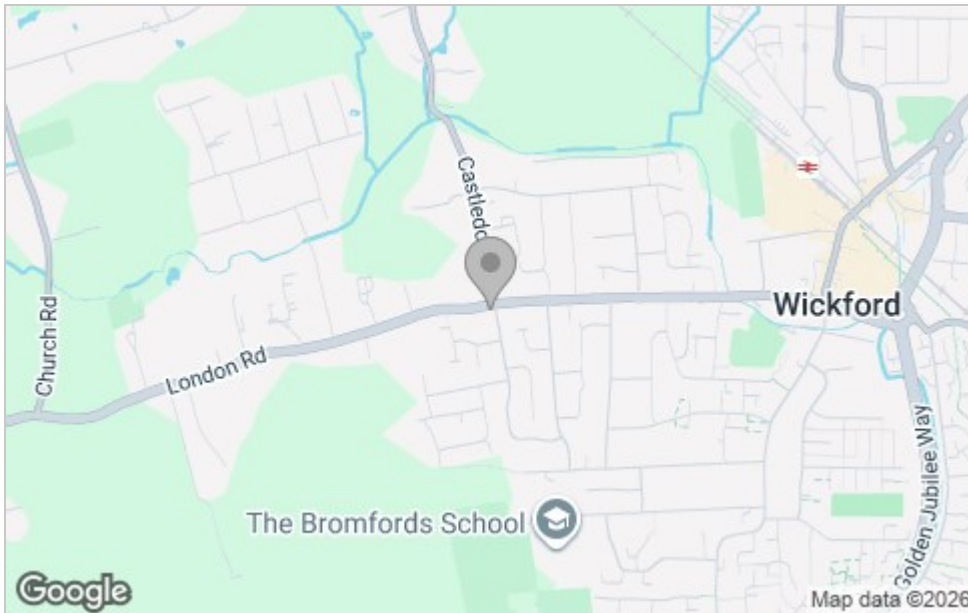 Castledo
Wickford
London Rd
Church Rd
Golden Jubilee Way
The Bromfords School
Google
Map data ©2026